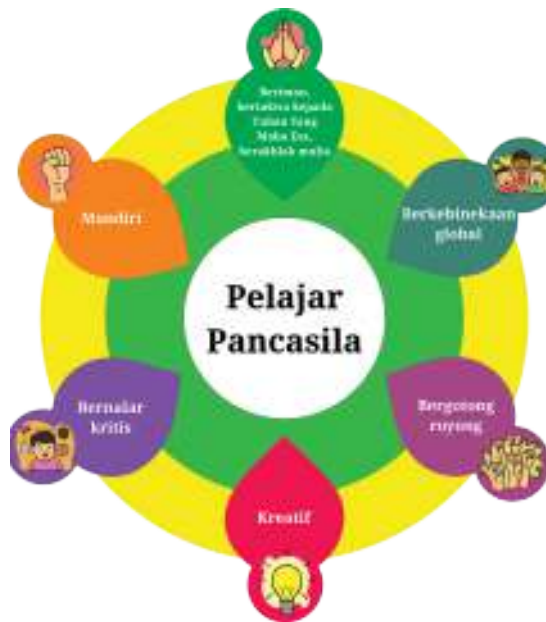 Beriman,
bertakwa kepada
Tuhan Yang
Maha Esa,
berakhlak mulia
Berkebinekaan
global
Bergotong
royong
Kreatif
Bernalar
kritis
Mandiri
Pelajar
Pancasila